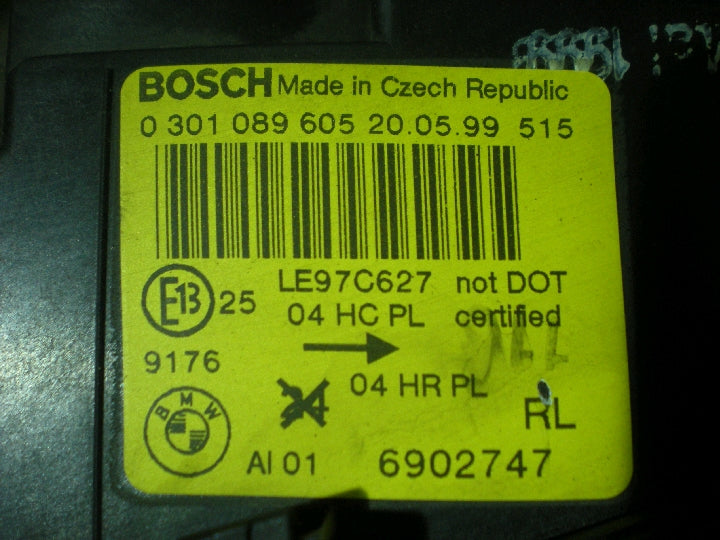 BOSCH Made in Czech Republic
0 301 089 605 20.05.99 515
LE97C627 not DOT
E13 25 04 HC PL certified
9176
24 04 HR PL
BMW RL
AI 01 6902747